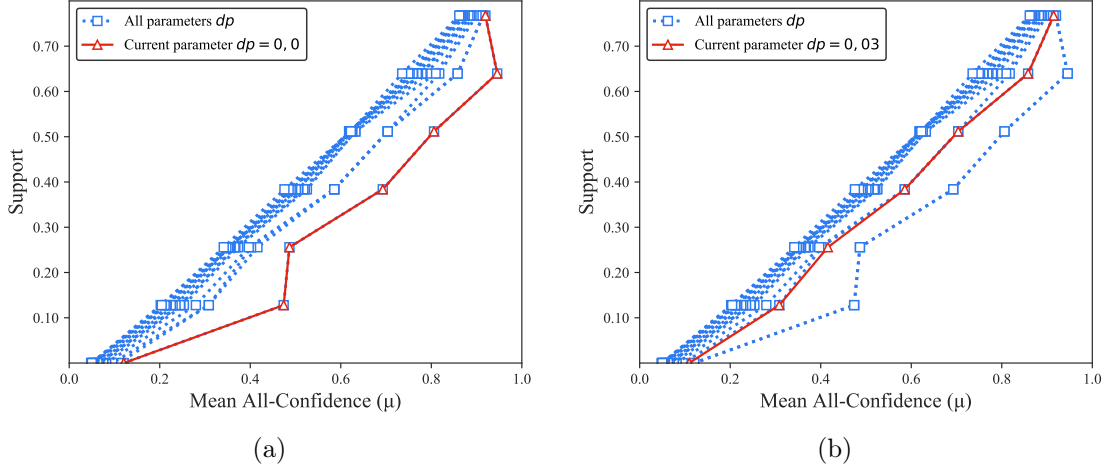 All parameters dp
Current parameter dp = 0, 0
0.70
0.60
0.50
0.40
0.30
0.20
0.10
Support
0.0 0.2 0.4 0.6 0.8 1.0
Mean All-Confidence (μ)
(a)
All parameters dp
Current parameter dp = 0, 03
0.70
0.60
0.50
0.40
0.30
0.20
0.10
Support
0.0 0.2 0.4 0.6 0.8 1.0
Mean All-Confidence (μ)
(b)